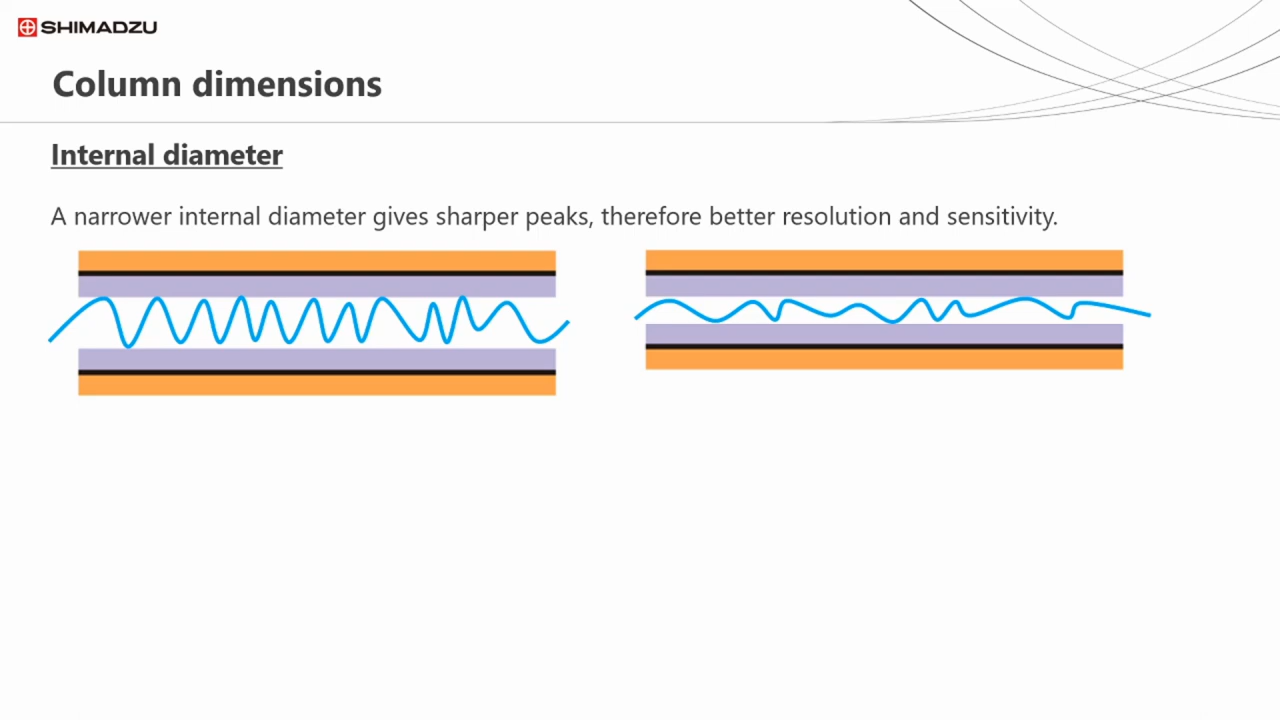 SHIMADZU
Column dimensions
Internal diameter
A narrower internal diameter gives sharper peaks, therefore better resolution and sensitivity.